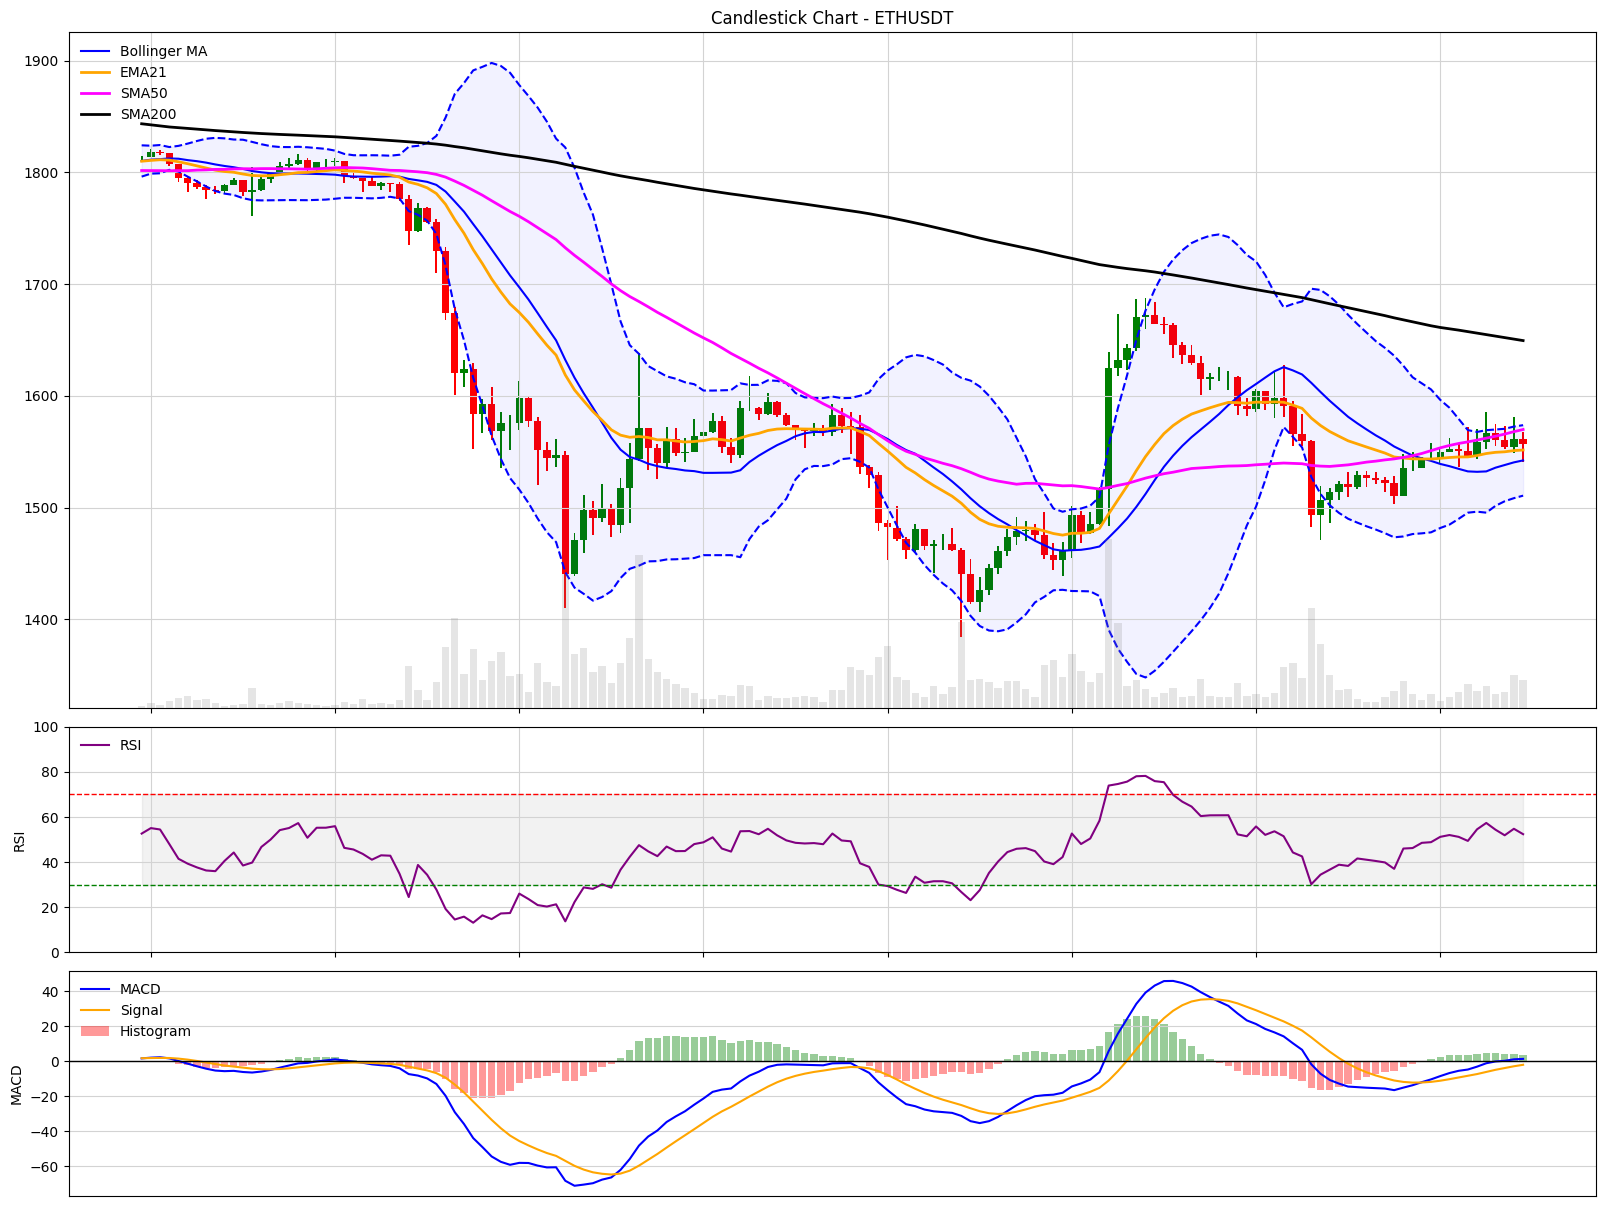 Candlestick Chart - ETHUSDT
Bollinger MA
EMA21
SMA50
SMA200
1900
1800
1700
1600
1500
1400
RSI
100
80
60
40
20
0
RSI
MACD
Signal
Histogram
40
20
0
−20
−40
−60
MACD